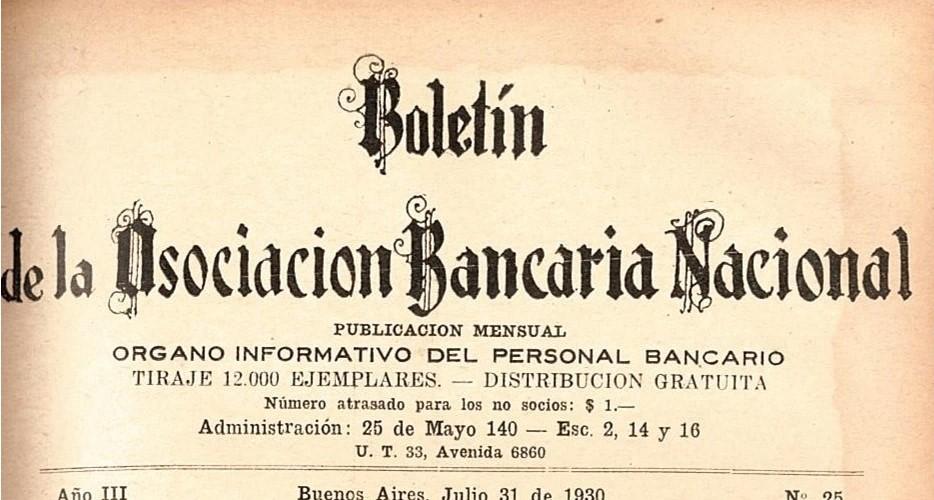 Boletín
de la Asociacion Bancaria Nacional
PUBLICACION MENSUAL
ORGANO INFORMATIVO DEL PERSONAL BANCARIO
TIRAJE 12.000 EJEMPLARES. — DISTRIBUCION GRATUITA
Número atrasado para los no socios: $ 1.—
Administración: 25 de Mayo 140 — Esc. 2, 14 y 16
U. T. 33, Avenida 6860
Año III Buenos Aires, Julio 31 de 1930 Nº 25